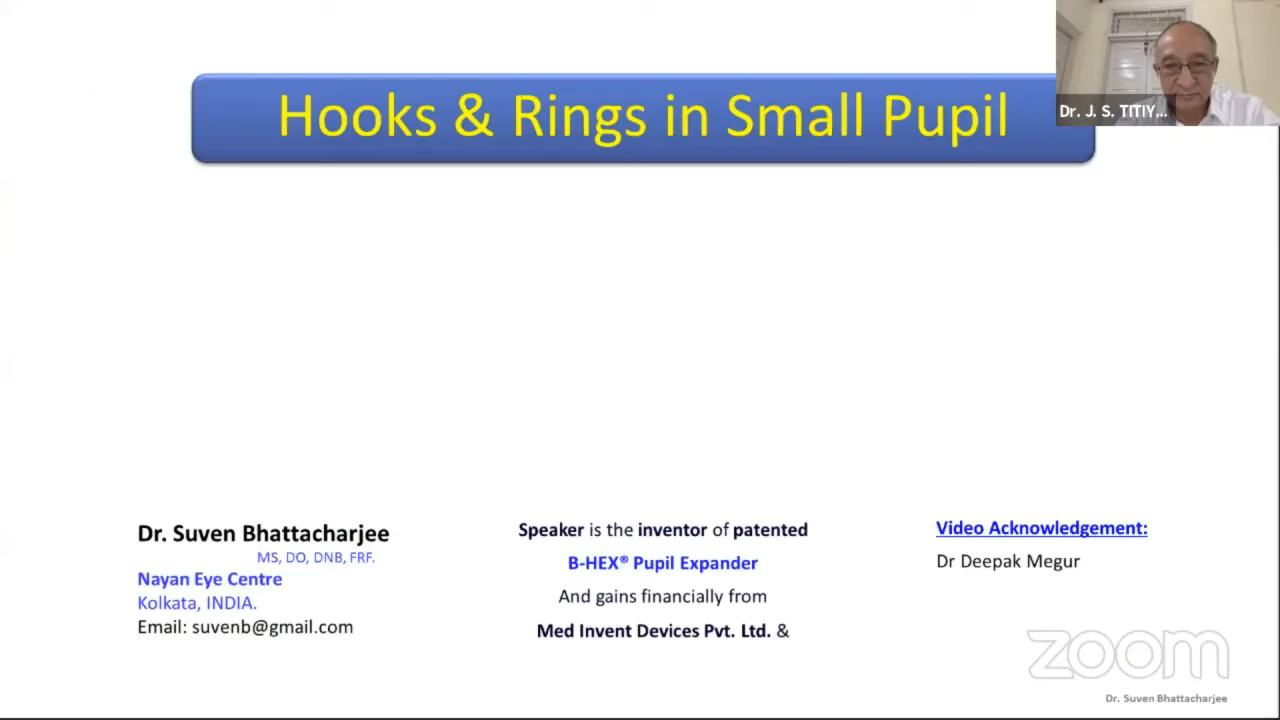 Hooks & Rings in Small Pupil
Dr. J. S. TITIY...
Dr. Suven Bhattacharjee
MS, DO, DNB, FRF.
Nayan Eye Centre
Kolkata, INDIA.
Email: suvenb@gmail.com
Speaker is the inventor of patented
B-HEX® Pupil Expander
And gains financially from
Med Invent Devices Pvt. Ltd. &
Video Acknowledgement:
Dr Deepak Megur
zoom
Dr. Suven Bhattacharjee